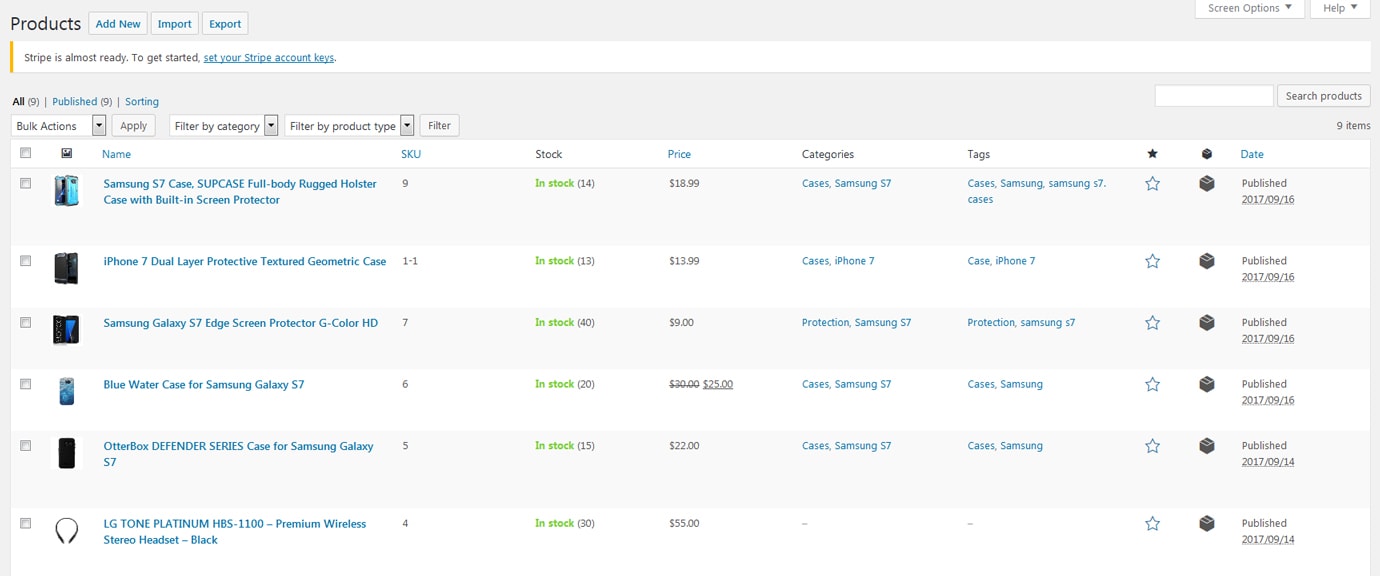 Screen Options ▼ Help ▼
Products Add New Import Export
Stripe is almost ready. To get started, set your Stripe account keys.
All (9) | Published (9) | Sorting
Search products
Bulk Actions Apply Filter by category Filter by product type Filter 9 items
Name SKU Stock Price Categories Tags Date
Samsung S7 Case, SUPCASE Full-body Rugged Holster 9 In stock (14) $18.99 Cases, Samsung S7 Cases, Samsung, samsung s7. Published
Case with Built-in Screen Protector cases 2017/09/16
iPhone 7 Dual Layer Protective Textured Geometric Case 1-1 In stock (13) $13.99 Cases, iPhone 7 Case, iPhone 7 Published
2017/09/16
Samsung Galaxy S7 Edge Screen Protector G-Color HD 7 In stock (40) $9.00 Protection, Samsung S7 Protection, samsung s7 Published
2017/09/16
Blue Water Case for Samsung Galaxy S7 6 In stock (20) $30.00 $25.00 Cases, Samsung S7 Cases, Samsung Published
2017/09/16
OtterBox DEFENDER SERIES Case for Samsung Galaxy 5 In stock (15) $22.00 Cases, Samsung S7 Cases, Samsung Published
S7 2017/09/14
LG TONE PLATINUM HBS-1100 – Premium Wireless 4 In stock (30) $55.00 – – Published
Stereo Headset – Black 2017/09/14